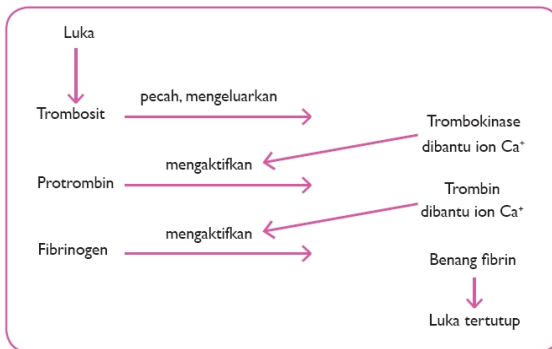 Luka
pecah, mengeluarkan
Trombosit
Trombokinase
dibantu ion Ca⁺
mengaktifkan
Protrombin
Trombin
dibantu ion Ca⁺
mengaktifkan
Fibrinogen
Benang fibrin
Luka tertutup